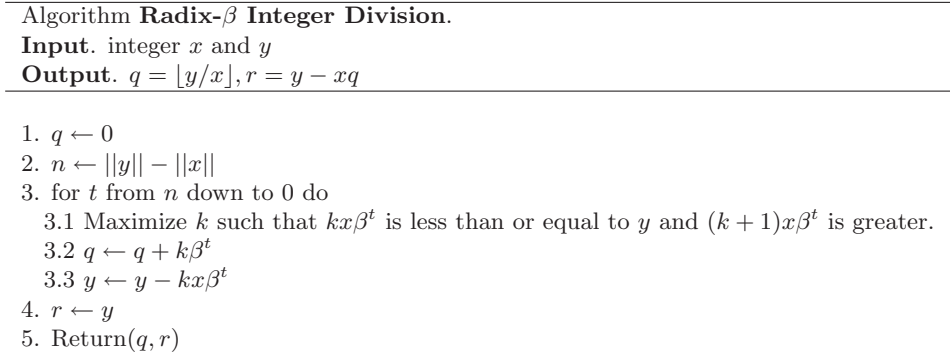 Algorithm Radix-β Integer Division.
Input. integer x and y
Output. q = ⌊y/x⌋, r = y − xq
1. q ← 0
2. n ← ||y|| − ||x||
3. for t from n down to 0 do
3.1 Maximize k such that kxβ^t is less than or equal to y and (k + 1)xβ^t is greater.
3.2 q ← q + kβ^t
3.3 y ← y − kxβ^t
4. r ← y
5. Return(q, r)